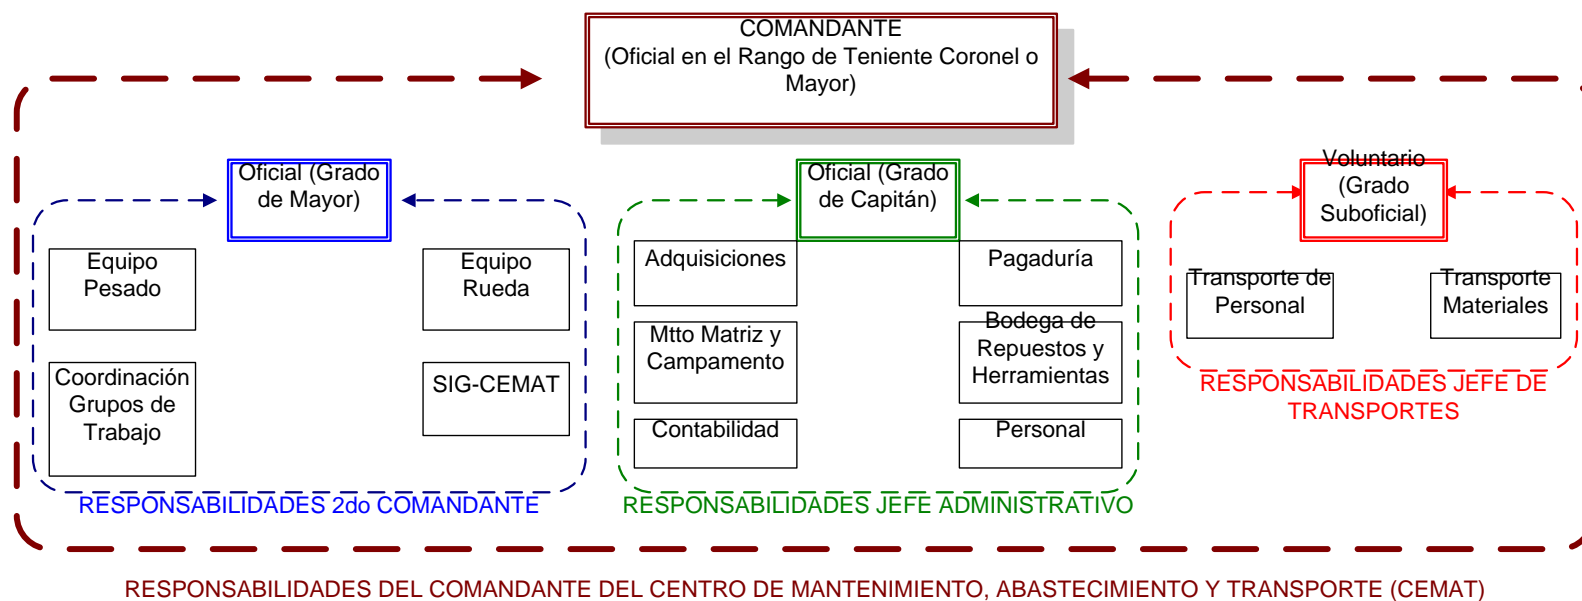 COMANDANTE
(Oficial en el Rango de Teniente Coronel o
Mayor)
Oficial (Grado
de Mayor)
Equipo
Pesado
Equipo
Rueda
Coordinación
Grupos de
Trabajo
SIG-CEMAT
RESPONSABILIDADES 2do COMANDANTE
Oficial (Grado
de Capitán)
Adquisiciones
Pagaduría
Mtto Matriz y
Campamento
Bodega de
Repuestos y
Herramientas
Contabilidad
Personal
RESPONSABILIDADES JEFE ADMINISTRATIVO
Voluntario
(Grado
Suboficial)
Transporte de
Personal
Transporte
Materiales
RESPONSABILIDADES JEFE DE
TRANSPORTES
RESPONSABILIDADES DEL COMANDANTE DEL CENTRO DE MANTENIMIENTO, ABASTECIMIENTO Y TRANSPORTE (CEMAT)